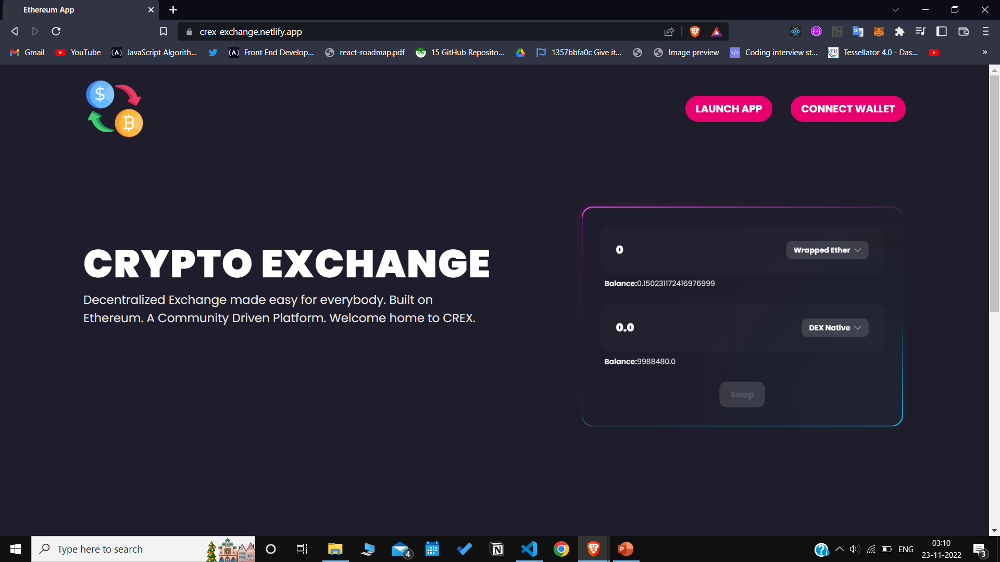 Ethereum App
crex-exchange.netlify.app
Gmail YouTube JavaScript Algorith... Front End Develop... react-roadmap.pdf 15 GitHub Reposito... 1357bbfa0c Give it... Image preview Coding interview st... Tessellator 4.0 - Das... »
LAUNCH APP CONNECT WALLET
0 Wrapped Ether
Balance:0.150231172416976999
CRYPTO EXCHANGE
Decentralized Exchange made easy for everybody. Built on
Ethereum. A Community Driven Platform. Welcome home to CREX.
0.0 DEX Native
Balance:9988480.0
Swap
Type here to search
4
ENG
03:10
23-11-2022
3